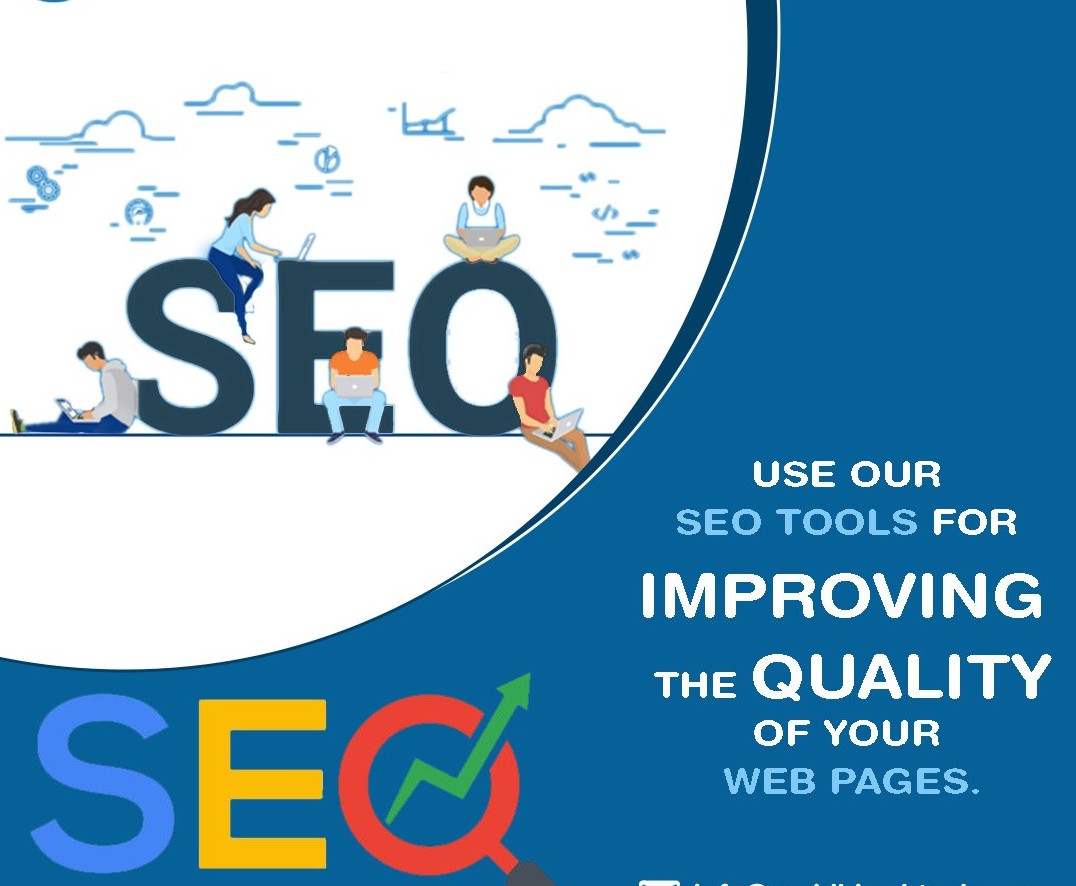 SEO
USE OUR
SEO TOOLS FOR
IMPROVING
THE QUALITY
OF YOUR
WEB PAGES.
SEO